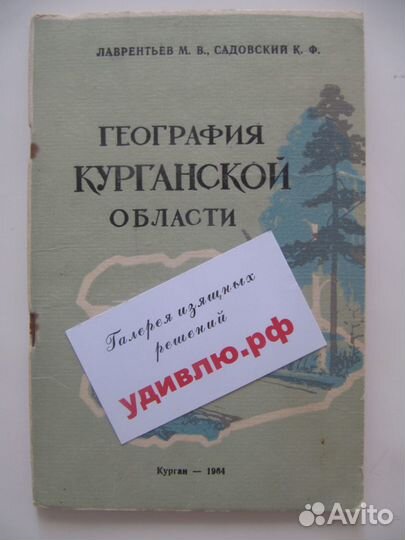 ЛАВРЕНТЬЕВ М. В., САДОВСКИЙ К. Ф.
ГЕОГРАФИЯ
КУРГАНСКОЙ
ОБЛАСТИ
Галерея изящных
решений
удивлю.рф
Курган — 1964
Avito